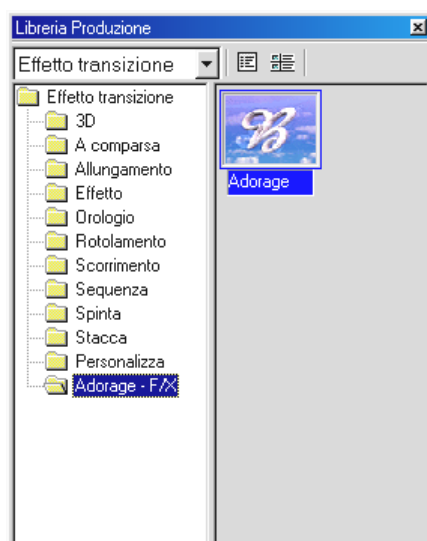 Libreria Produzione
Effetto transizione
Effetto transizione
3D
A comparsa
Allungamento
Effetto
Orologio
Rotolamento
Scorrimento
Sequenza
Spinta
Stacca
Personalizza
Adorage - F/X
Adorage